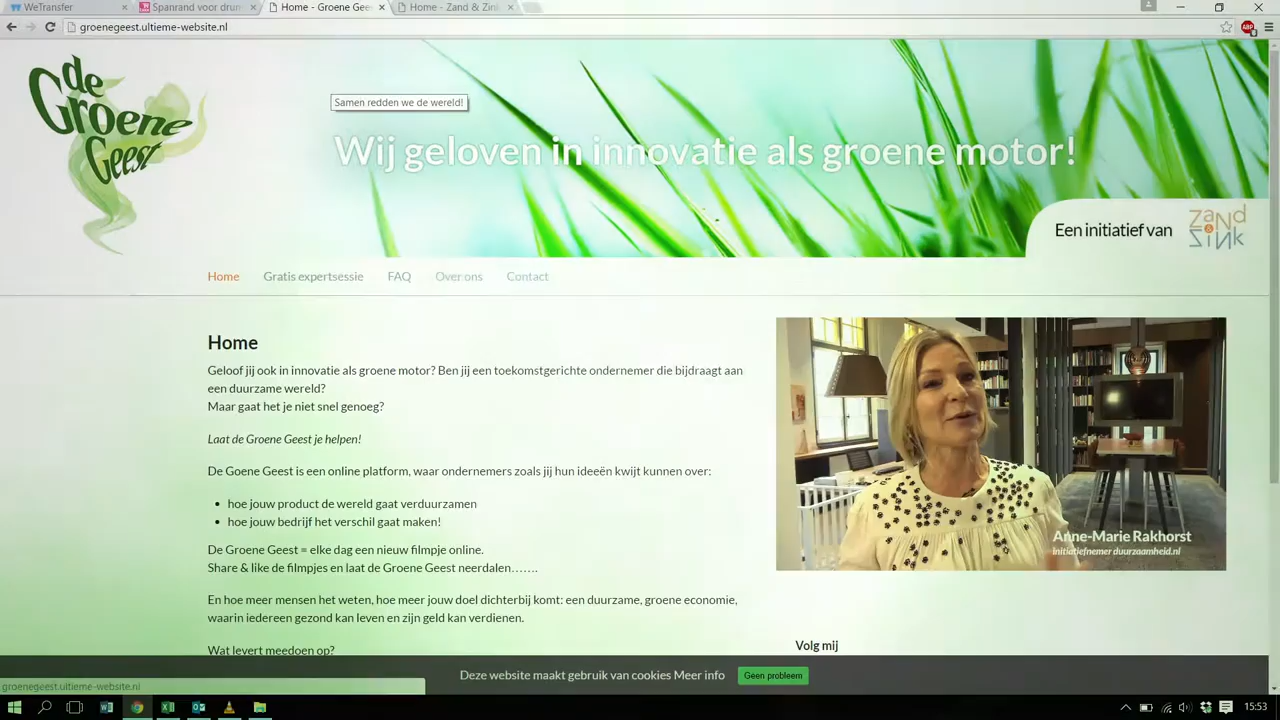 WeTransfer
Spanrand voor drum
Home - Groene Gees
Home - Zand & Zink
groenegeest.ultieme-website.nl
ABP
de
Groene
Geest
Samen redden we de wereld!
Wij geloven in innovatie als groene motor!
Een initiatief van
Zand
&
Zink
Home
Gratis expertsessie
FAQ
Over ons
Contact
Home
Geloof jij ook in innovatie als groene motor? Ben jij een toekomstgerichte ondernemer die bijdraagt aan
een duurzame wereld?
Maar gaat het je niet snel genoeg?
Laat de Groene Geest je helpen!
De Goene Geest is een online platform, waar ondernemers zoals jij hun ideeën kwijt kunnen over:
hoe jouw product de wereld gaat verduurzamen
hoe jouw bedrijf het verschil gaat maken!
De Groene Geest = elke dag een nieuw filmpje online.
Share & like de filmpjes en laat de Groene Geest neerdalen…….
En hoe meer mensen het weten, hoe meer jouw doel dichterbij komt: een duurzame, groene economie,
waarin iedereen gezond kan leven en zijn geld kan verdienen.
Wat levert meedoen op?
Anne-Marie Rakhorst
initiatiefnemer duurzaamheid.nl
Volg mij
Deze website maakt gebruik van cookies Meer info
Geen probleem
groenegeest.ultieme-website.nl
15:53